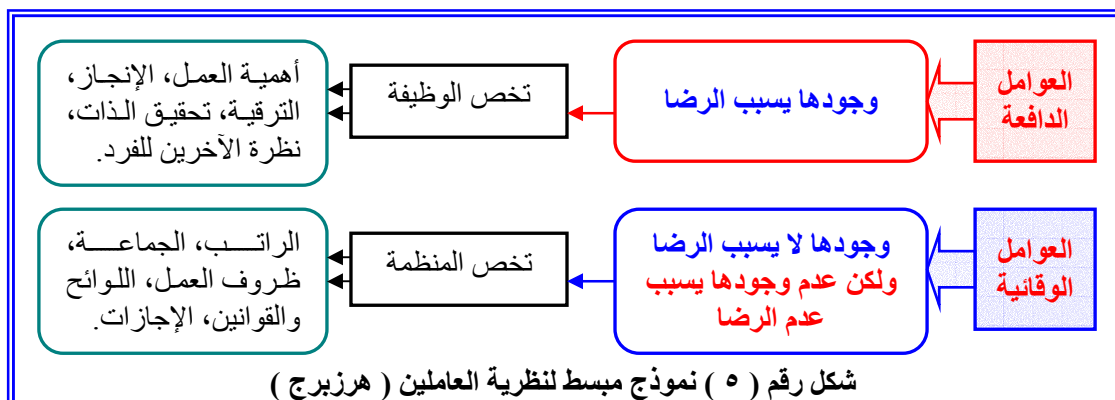 العوامل
الدافعة
وجودها يسبب الرضا
تخص الوظيفة
أهمية العمل، الإنجاز،
الترقية، تحقيق الذات،
نظرة الآخرين للفرد.
العوامل
الوقائية
وجودها لا يسبب الرضا
ولكن عدم وجودها يسبب
عدم الرضا
تخص المنظمة
الراتب، الجماعة،
ظروف العمل، اللوائح
والقوانين، الإجازات.
شكل رقم ( ٥ ) نموذج مبسط لنظرية العاملين ( هرزبرج )